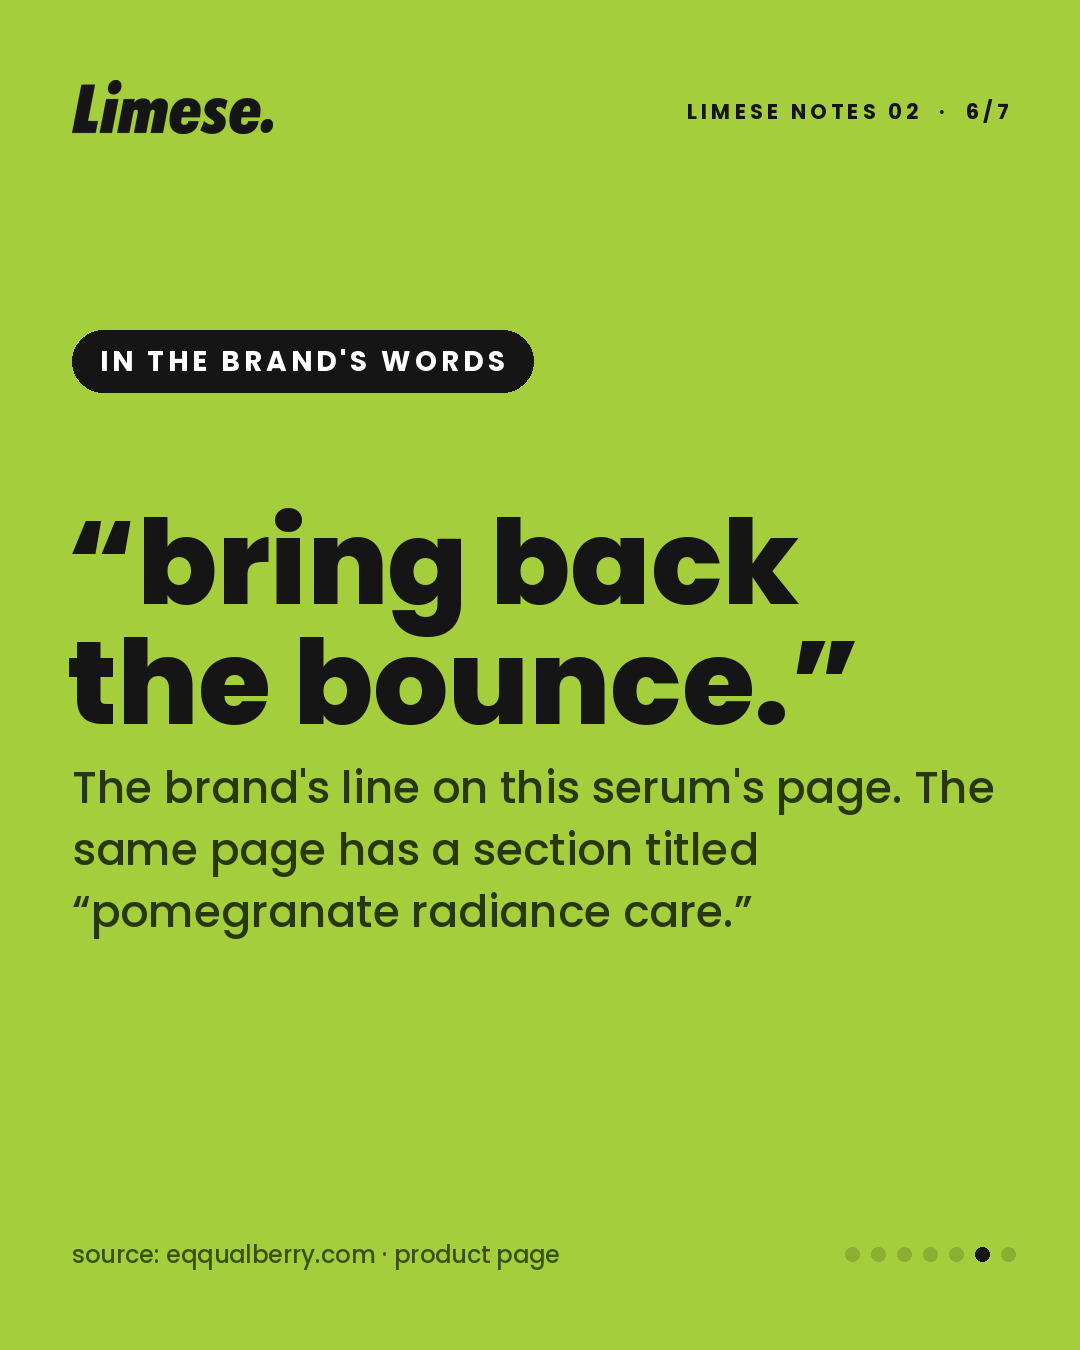 Limese.
LIMESE NOTES 02 · 6/7
IN THE BRAND'S WORDS
“bring back
the bounce.”
The brand's line on this serum's page. The
same page has a section titled
“pomegranate radiance care.”
source: eqqualberry.com · product page